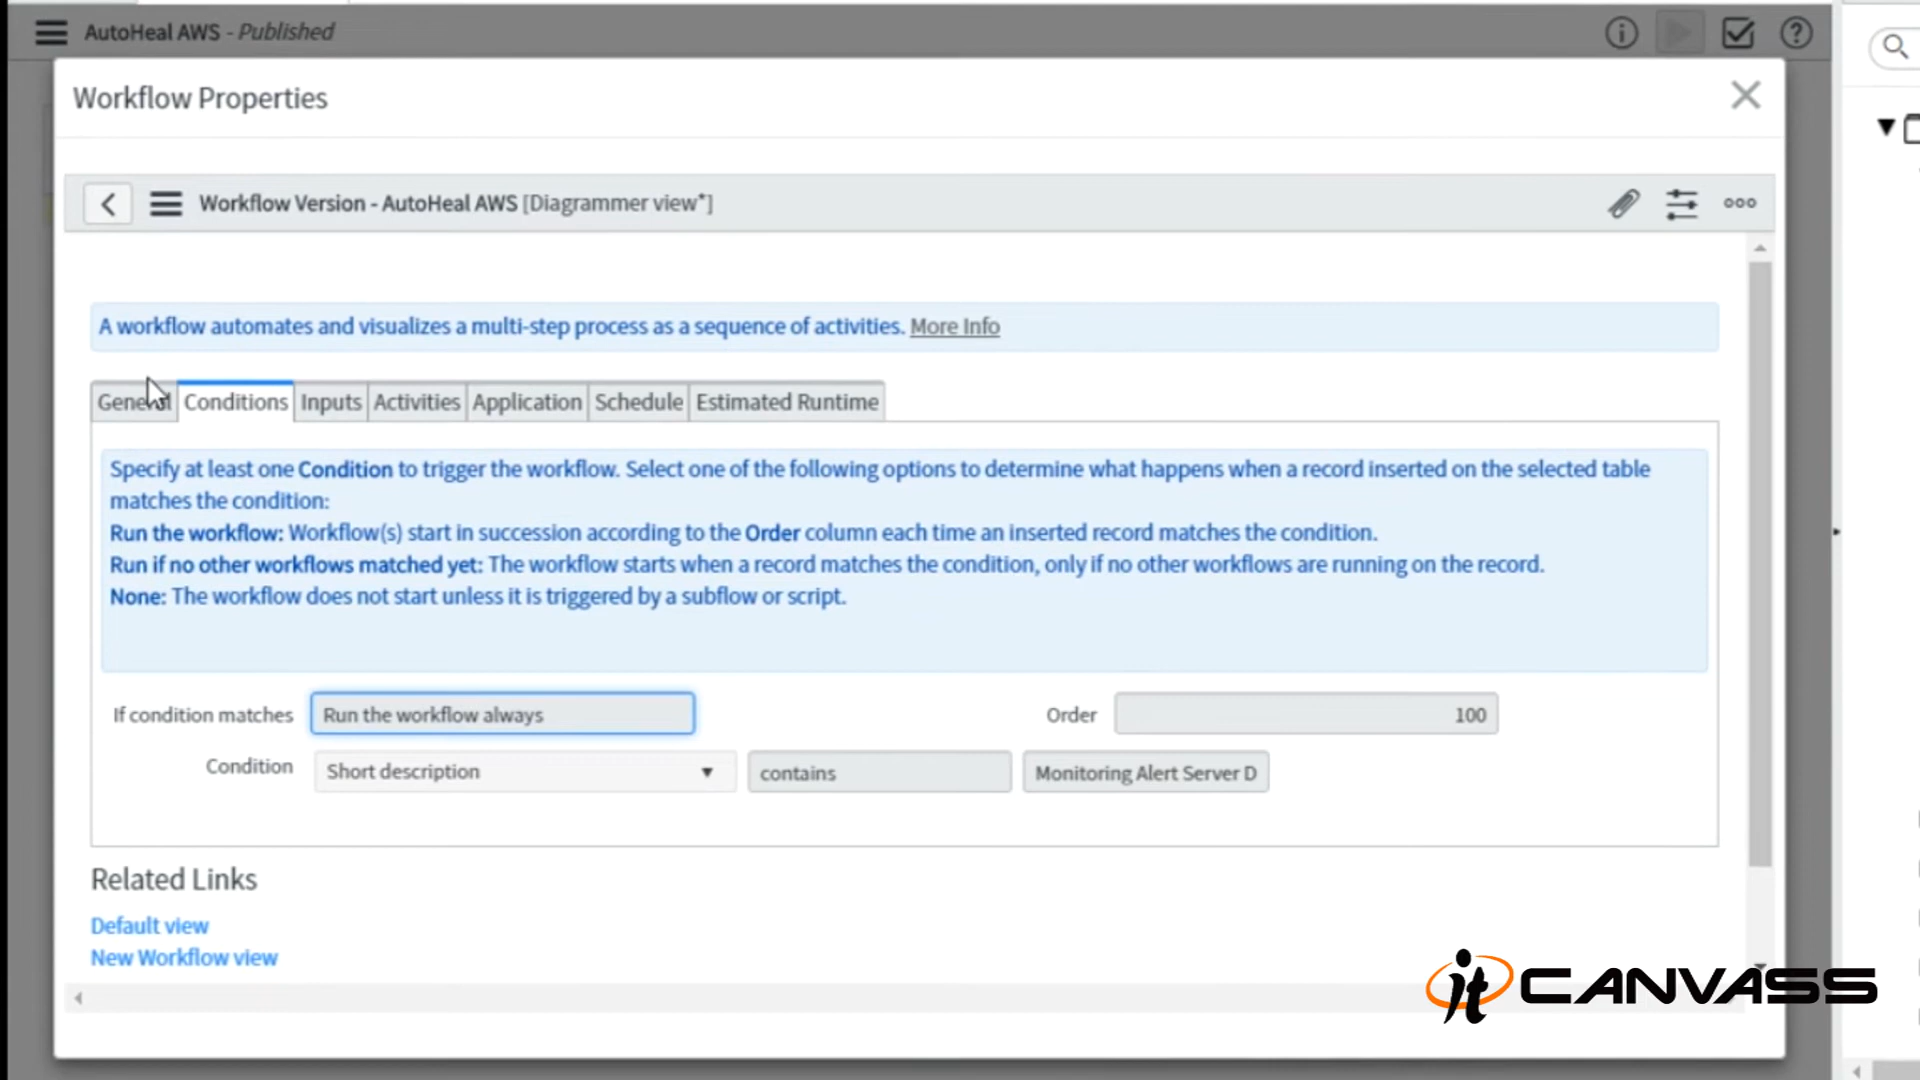 AutoHeal AWS - Published
Workflow Properties
Workflow Version - AutoHeal AWS [Diagrammer view*]
A workflow automates and visualizes a multi-step process as a sequence of activities. More Info
General Conditions Inputs Activities Application Schedule Estimated Runtime
Specify at least one Condition to trigger the workflow. Select one of the following options to determine what happens when a record inserted on the selected table
matches the condition:
Run the workflow: Workflow(s) start in succession according to the Order column each time an inserted record matches the condition.
Run if no other workflows matched yet: The workflow starts when a record matches the condition, only if no other workflows are running on the record.
None: The workflow does not start unless it is triggered by a subflow or script.
If condition matches Run the workflow always Order 100
Condition Short description contains Monitoring Alert Server D
Related Links
Default view
New Workflow view
it CANVASS